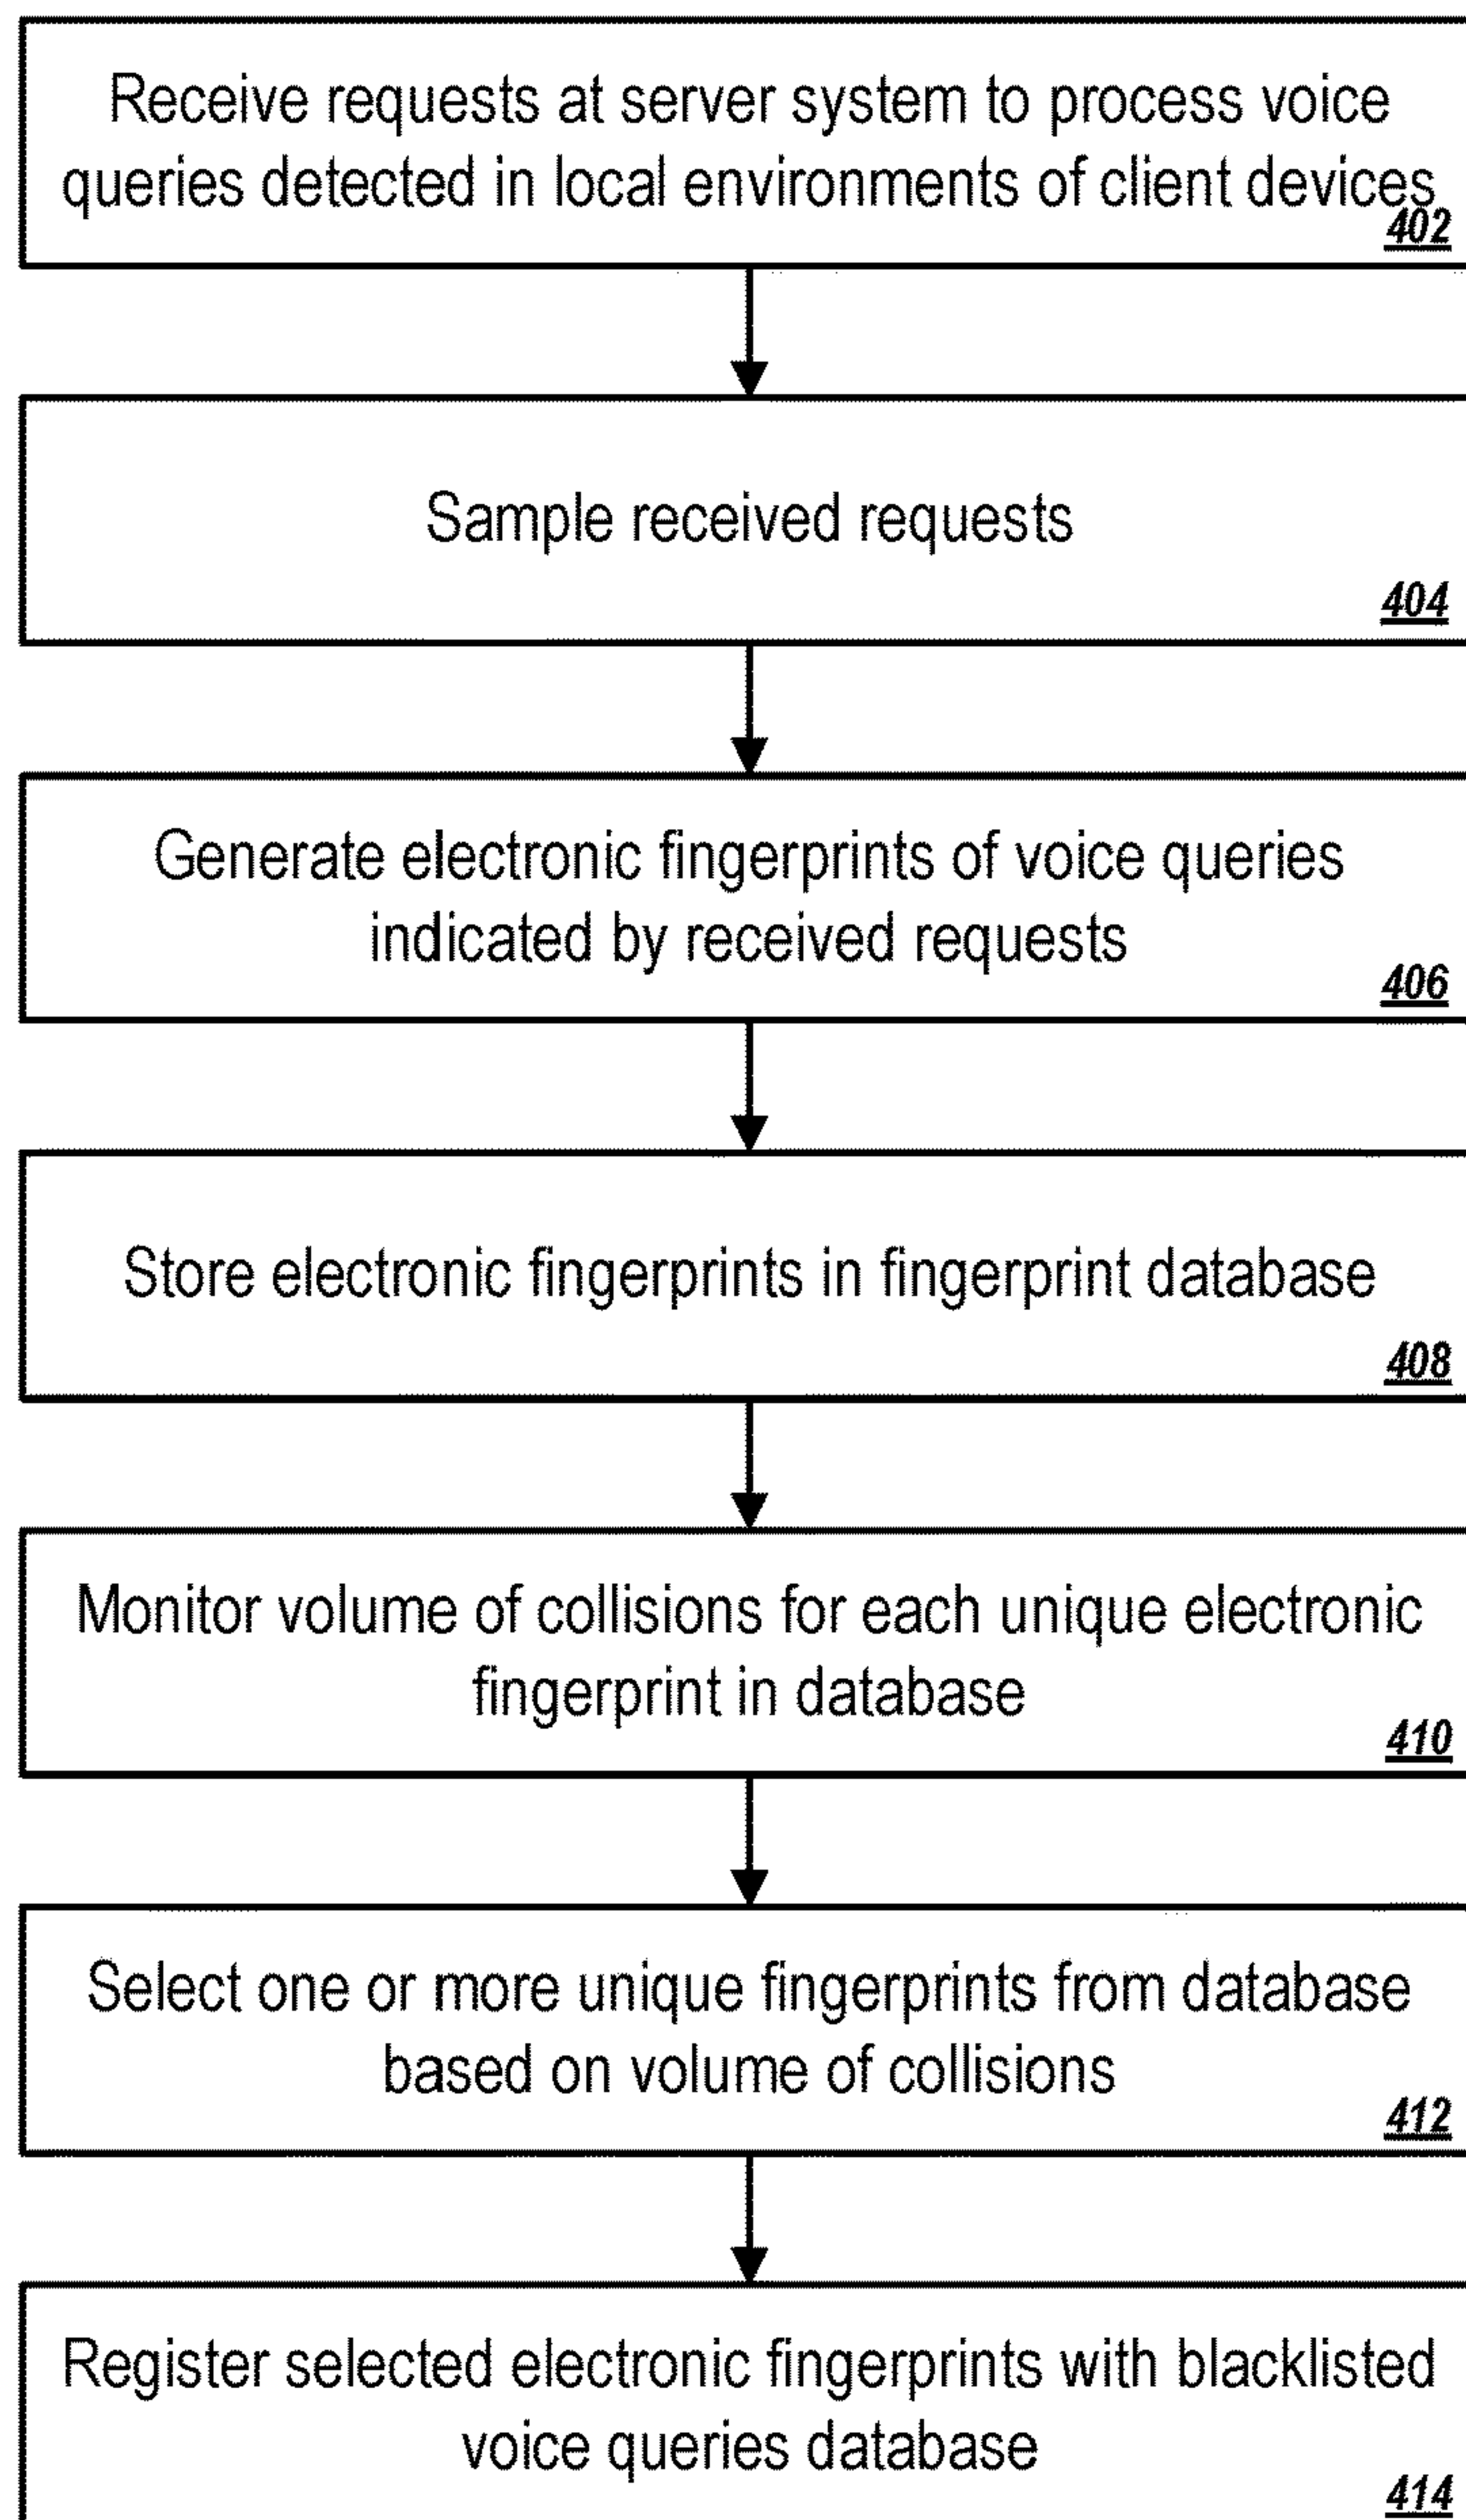 Receive requests at server system to process voice
queries detected in local environments of client devices
402
Sample received requests
404
Generate electronic fingerprints of voice queries
indicated by received requests
406
Store electronic fingerprints in fingerprint database
408
Monitor volume of collisions for each unique electronic
fingerprint in database
410
Select one or more unique fingerprints from database
based on volume of collisions
412
Register selected electronic fingerprints with blacklisted
voice queries database
414